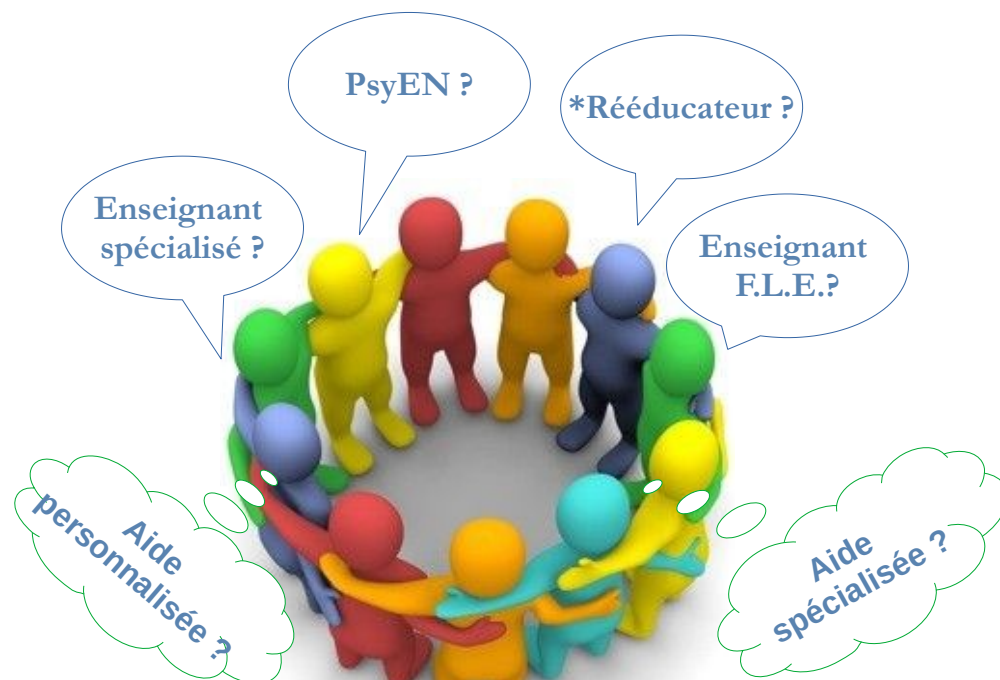 PsyEN ?
*Rééducateur ?
Enseignant
spécialisé ?
Enseignant
F.L.E.?
Aide
personnalisée ?
Aide
spécialisée ?